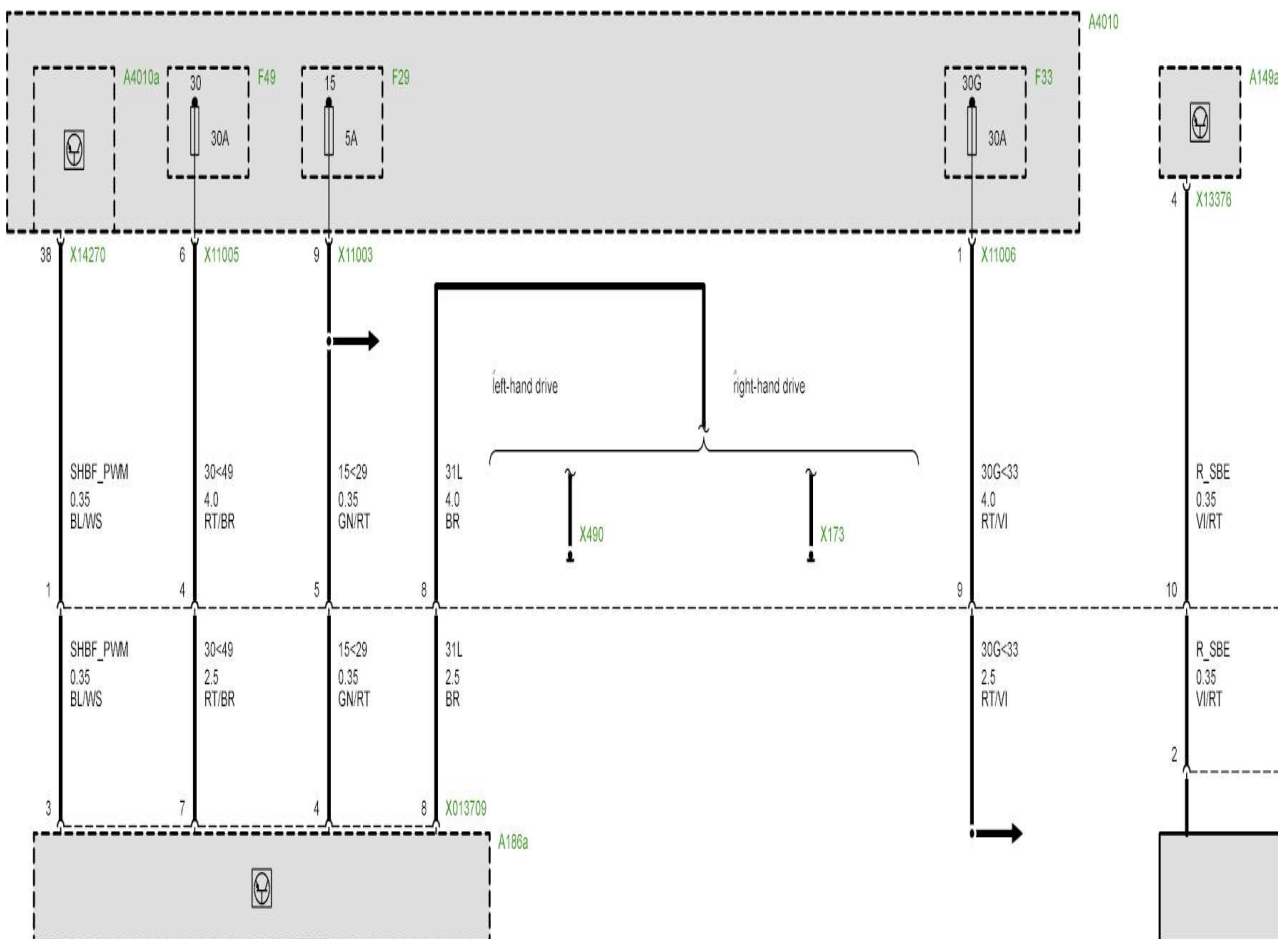 A4010
A4010a
30
F49
15
F29
30G
F33
A149a
30A
5A
30A
38 X14270
6 X11005
9 X11003
1 X11006
4 X13376
left-hand drive
right-hand drive
SHBF_PWM
0.35
BL/WS
30<49
4.0
RT/BR
15<29
0.35
GN/RT
31L
4.0
BR
X490
X173
30G<33
4.0
RT/VI
R_SBE
0.35
VI/RT
1
4
5
8
9
10
SHBF_PWM
0.35
BL/WS
30<49
2.5
RT/BR
15<29
0.35
GN/RT
31L
2.5
BR
30G<33
2.5
RT/VI
R_SBE
0.35
VI/RT
2
3
7
4
8 X013709
A186a